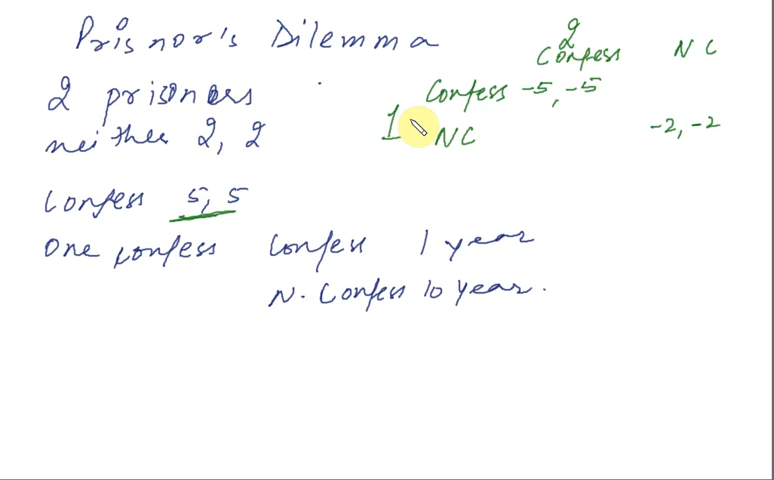 Prisnor's Dilemma
2 prisoners
neither 2, 2
Confess 5, 5
One confess Confess 1 year
N. Confess 10 year.
2
Confess NC
Confess -5, -5
1 NC -2, -2